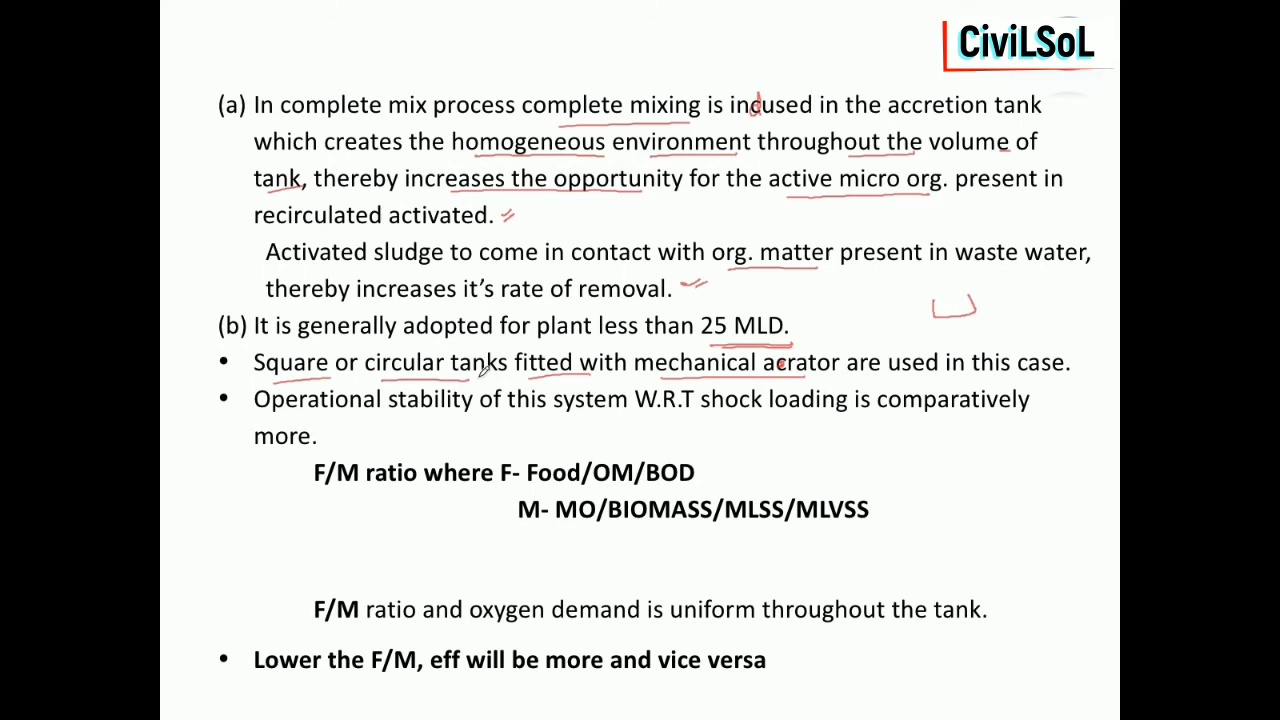 CiviLSoL
(a) In complete mix process complete mixing is indused in the accretion tank
which creates the homogeneous environment throughout the volume of
tank, thereby increases the opportunity for the active micro org. present in
recirculated activated.
Activated sludge to come in contact with org. matter present in waste water,
thereby increases it’s rate of removal.
(b) It is generally adopted for plant less than 25 MLD.
• Square or circular tanks fitted with mechanical aerator are used in this case.
• Operational stability of this system W.R.T shock loading is comparatively
more.
F/M ratio where F- Food/OM/BOD
M- MO/BIOMASS/MLSS/MLVSS
F/M ratio and oxygen demand is uniform throughout the tank.
• Lower the F/M, eff will be more and vice versa